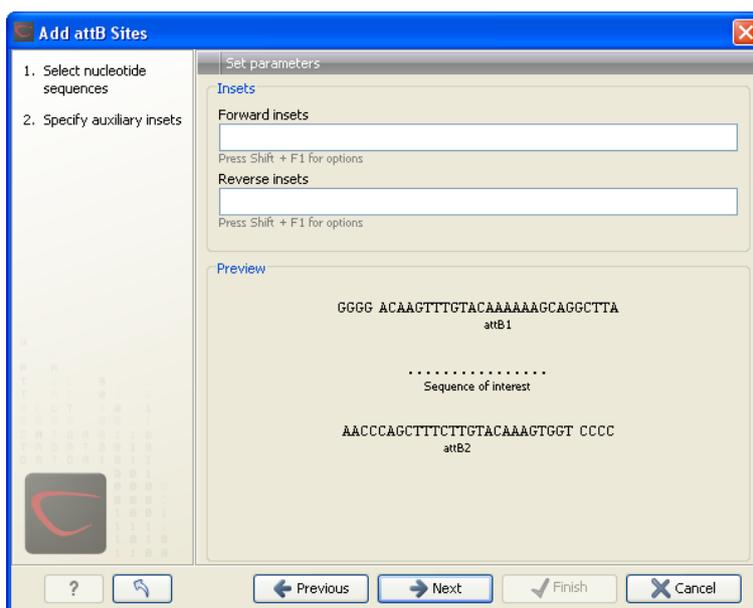 Add attB Sites
1. Select nucleotide
sequences
2. Specify auxiliary insets
Set parameters
Insets
Forward insets
Press Shift + F1 for options
Reverse insets
Press Shift + F1 for options
Preview
GGGG ACAAGTTTGTACAAAAAAGCAGGCTTA
attB1
................
Sequence of interest
AACCCAGCTTTCTTGTACAAAGTGGT CCCC
attB2
?
Previous
Next
Finish
Cancel